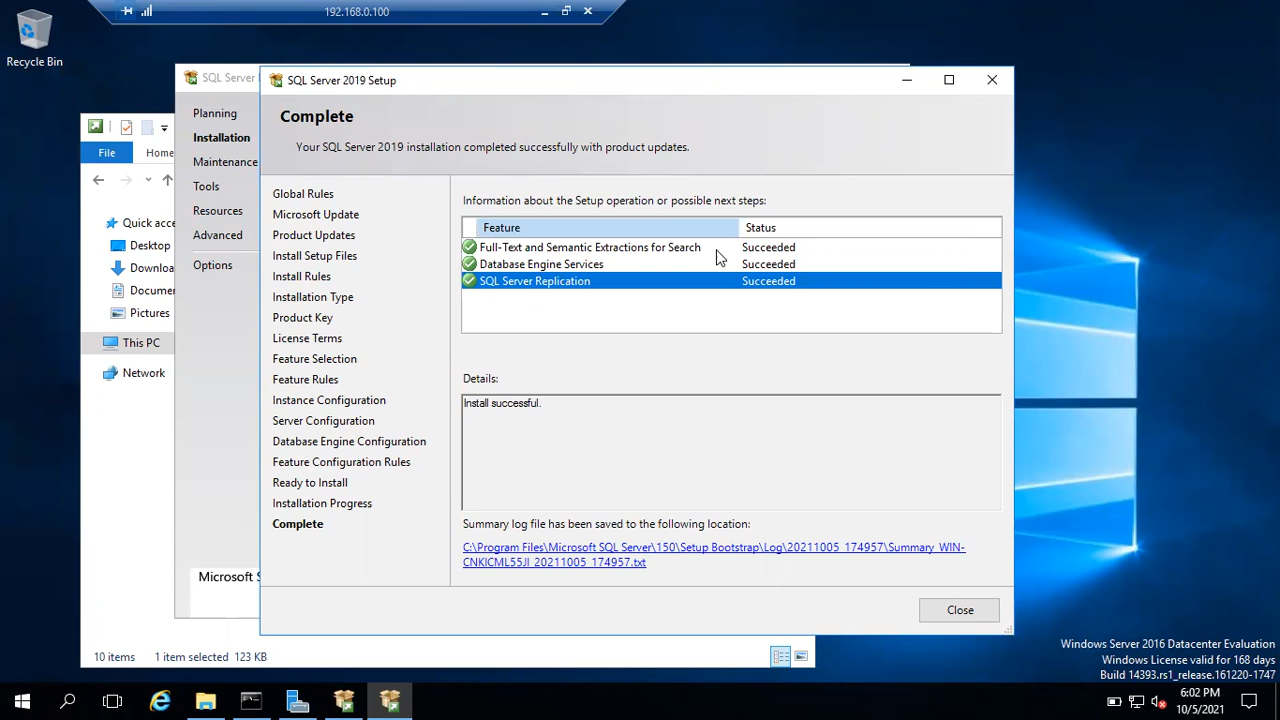 192.168.0.100
Recycle Bin
SQL Server
SQL Server 2019 Setup
Planning
Installation
Maintenance
Tools
Resources
Advanced
Options
Microsoft S
File
Home
Quick acce
Desktop
Downloa
Documen
Pictures
This PC
Network
10 items
1 item selected 123 KB
Complete
Your SQL Server 2019 installation completed successfully with product updates.
Global Rules
Microsoft Update
Product Updates
Install Setup Files
Install Rules
Installation Type
Product Key
License Terms
Feature Selection
Feature Rules
Instance Configuration
Server Configuration
Database Engine Configuration
Feature Configuration Rules
Ready to Install
Installation Progress
Complete
Information about the Setup operation or possible next steps:
Feature Status
Full-Text and Semantic Extractions for Search Succeeded
Database Engine Services Succeeded
SQL Server Replication Succeeded
Details:
Install successful.
Summary log file has been saved to the following location:
C:\Program Files\Microsoft SQL Server\150\Setup Bootstrap\Log\20211005_174957\Summary_WIN-
CNKICML55JI_20211005_174957.txt
Close
Windows Server 2016 Datacenter Evaluation
Windows License valid for 168 days
Build 14393.rs1_release.161220-1747
6:02 PM
10/5/2021